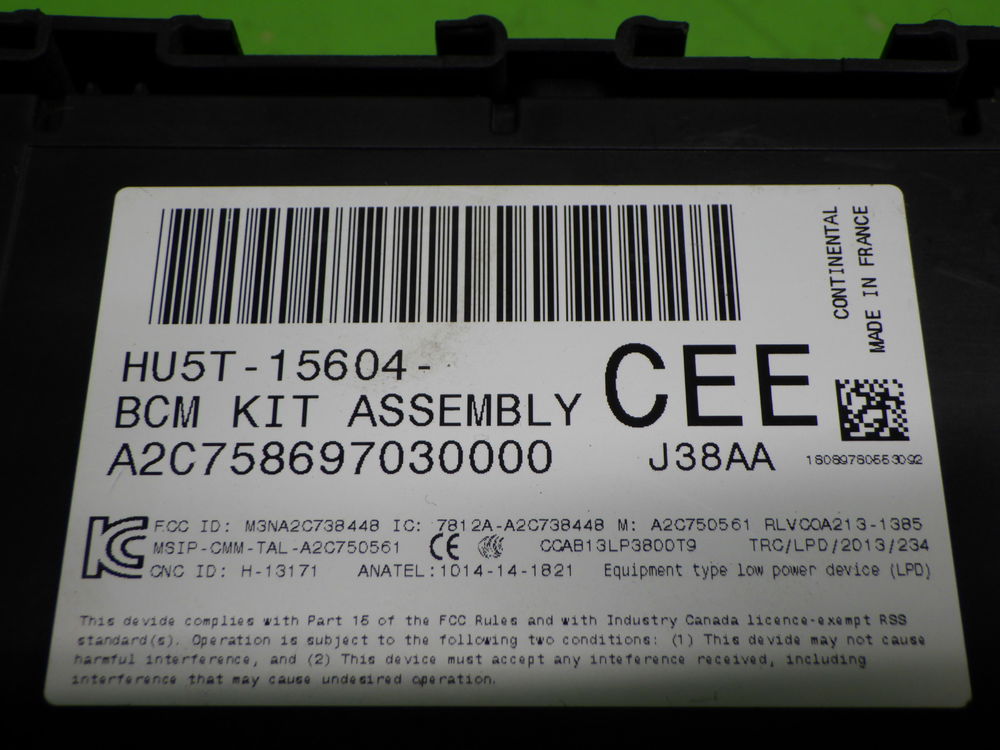 CONTINENTAL
MADE IN FRANCE
HU5T-15604-
CEE
BCM KIT ASSEMBLY
A2C758697030000
J38AA
FCC ID: M3NA2C738448 IC: 7812A-A2C738448 M: A2C750561 RLVCOA213-1385
MSIP-CMM-TAL-A2C750561 CE CCAB13LP3800T9 TRC/LPD/2013/234
CNC ID: H-13171 ANATEL:1014-14-1821 Equipment type low power device (LPD)
This devide complies with Part 15 of the FCC Rules and with Industry Canada licence-exempt RSS
standard(s). Operation is subject to the following two conditions: (1) This devide may not cause
harmful interference, and (2) This device must accept any inteference received, including
interference that may cause undesired operation.